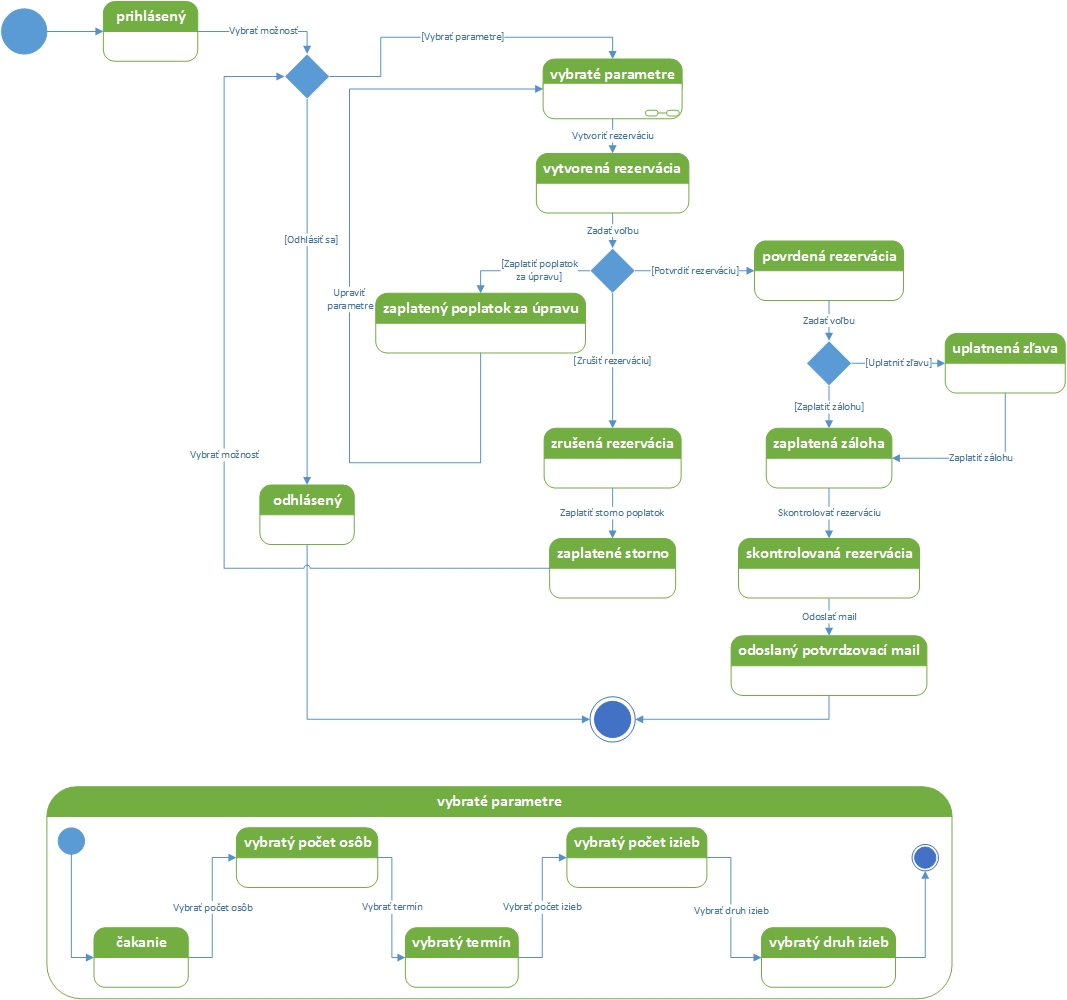 prihlásený
Vybrať možnosť
[Vybrať parametre]
vybraté parametre
Vytvoriť rezerváciu
vytvorená rezervácia
Zadať voľbu
[Odhlásiť sa]
[Zaplatiť poplatok
za úpravu]
[Potvrdiť rezerváciu]
povrdená rezervácia
Upraviť
parametre
zaplatený poplatok za úpravu
Zadať voľbu
[Zrušiť rezerváciu]
[Uplatniť zľavu]
uplatnená zľava
[Zaplatiť zálohu]
zrušená rezervácia
zaplatená záloha
Vybrať možnosť
Zaplatiť zálohu
odhlásený
Zaplatiť storno poplatok
Skontrolovať rezerváciu
zaplatené storno
skontrolovaná rezervácia
Odoslať mail
odoslaný potvrdzovací mail
vybraté parametre
vybratý počet osôb
vybratý počet izieb
Vybrať počet osôb
Vybrať termín
Vybrať počet izieb
Vybrať druh izieb
čakanie
vybratý termín
vybratý druh izieb